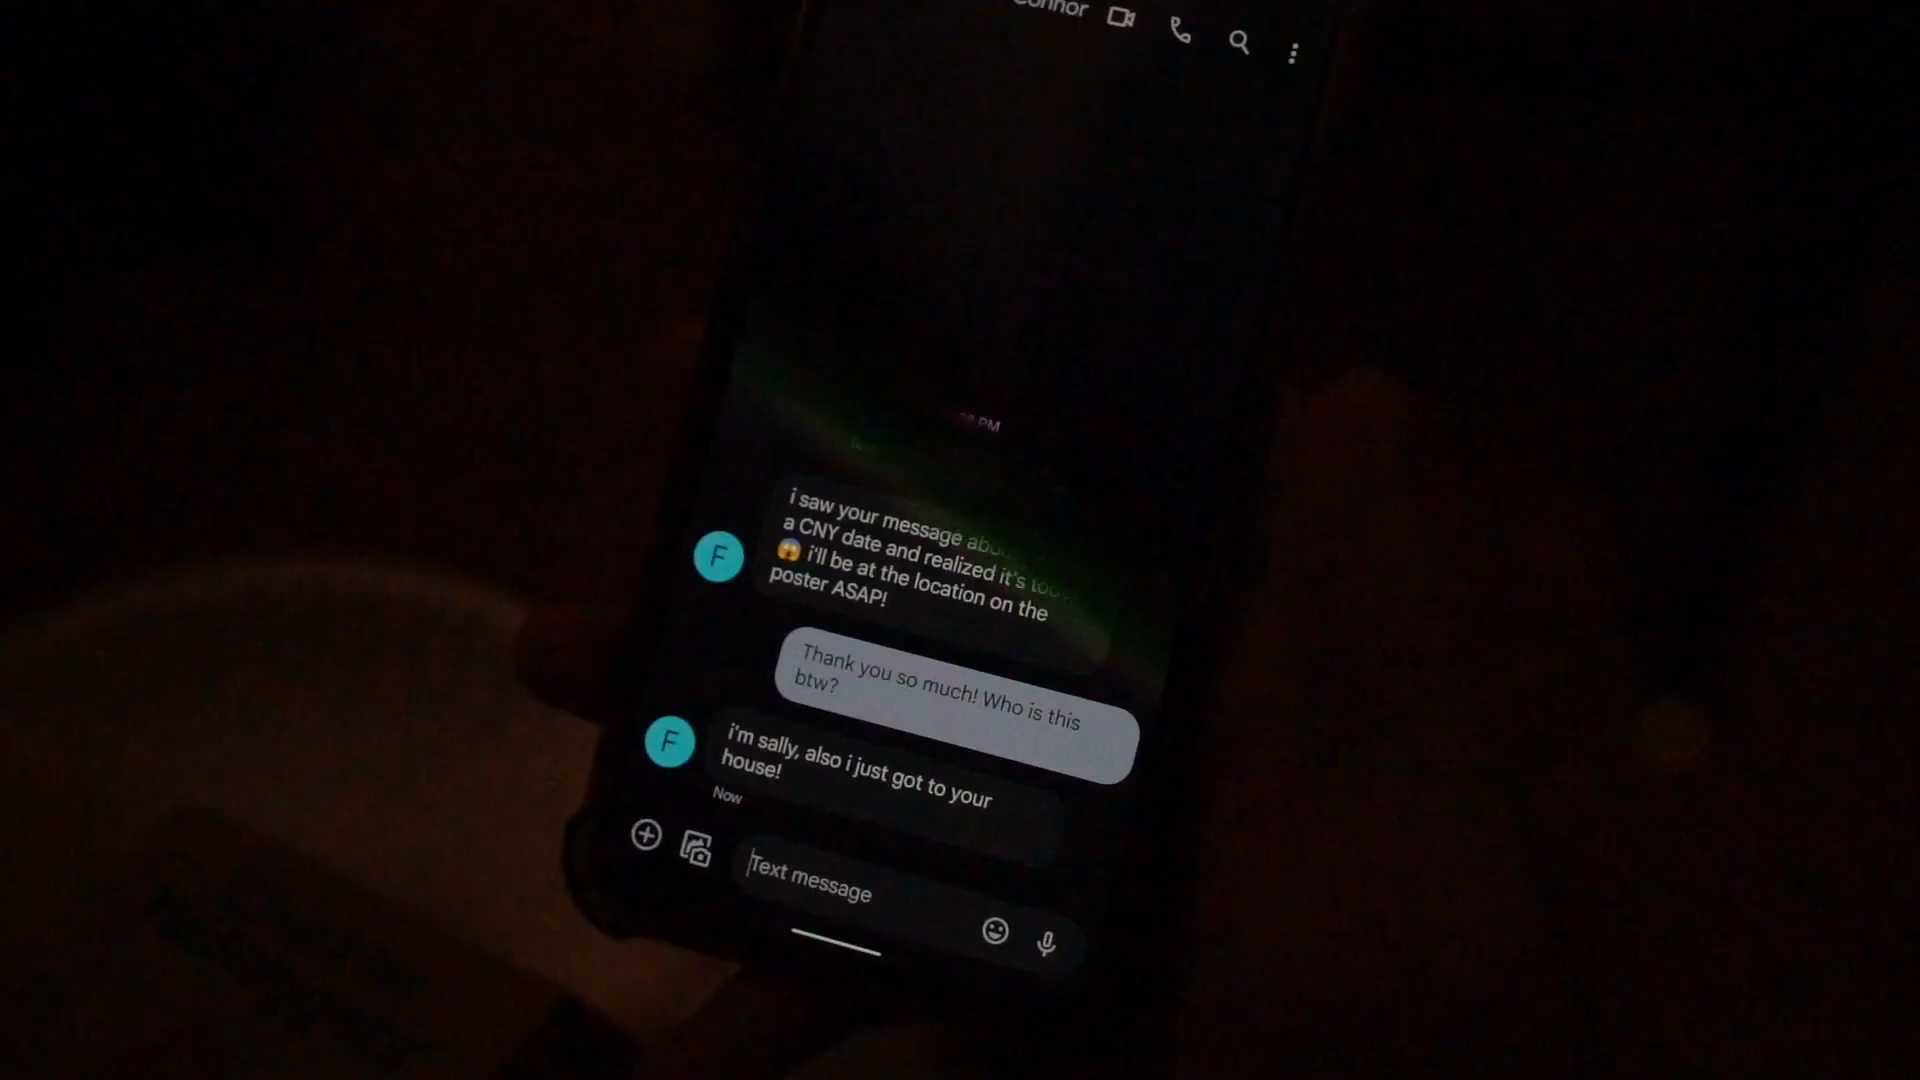 PM
i saw your message
a CNY date and realized it's
😱 i'll be at the location on the
poster ASAP!
F
Thank you so much! Who is this
btw?
F
i'm sally, also i just got to your
house!
Now
Text message